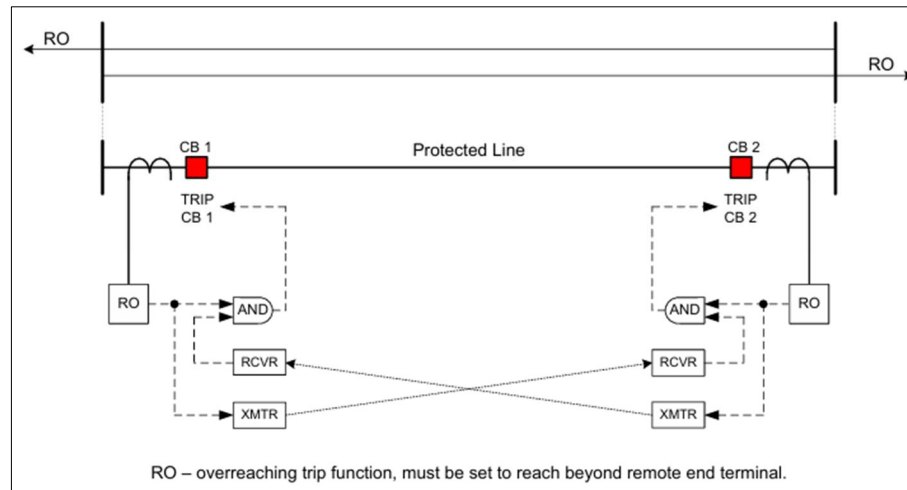 RO
RO
CB 1
Protected Line
CB 2
TRIP
CB 1
TRIP
CB 2
RO
AND
AND
RO
RCVR
RCVR
XMTR
XMTR
RO – overreaching trip function, must be set to reach beyond remote end terminal.